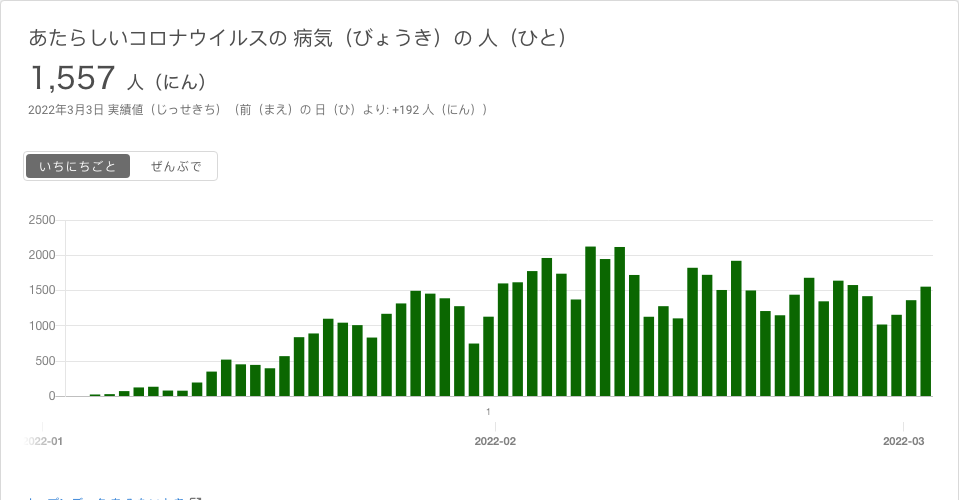 あたらしいコロナウイルスの 病気（びょうき）の 人（ひと）
1,557 人（にん）
2022年3月3日 実績値（じっせきち）（前（まえ）の 日（ひ）より: +192 人（にん））
いちにちごと ぜんぶで
2500
2000
1500
1000
500
0
1
2022-01 2022-02 2022-03